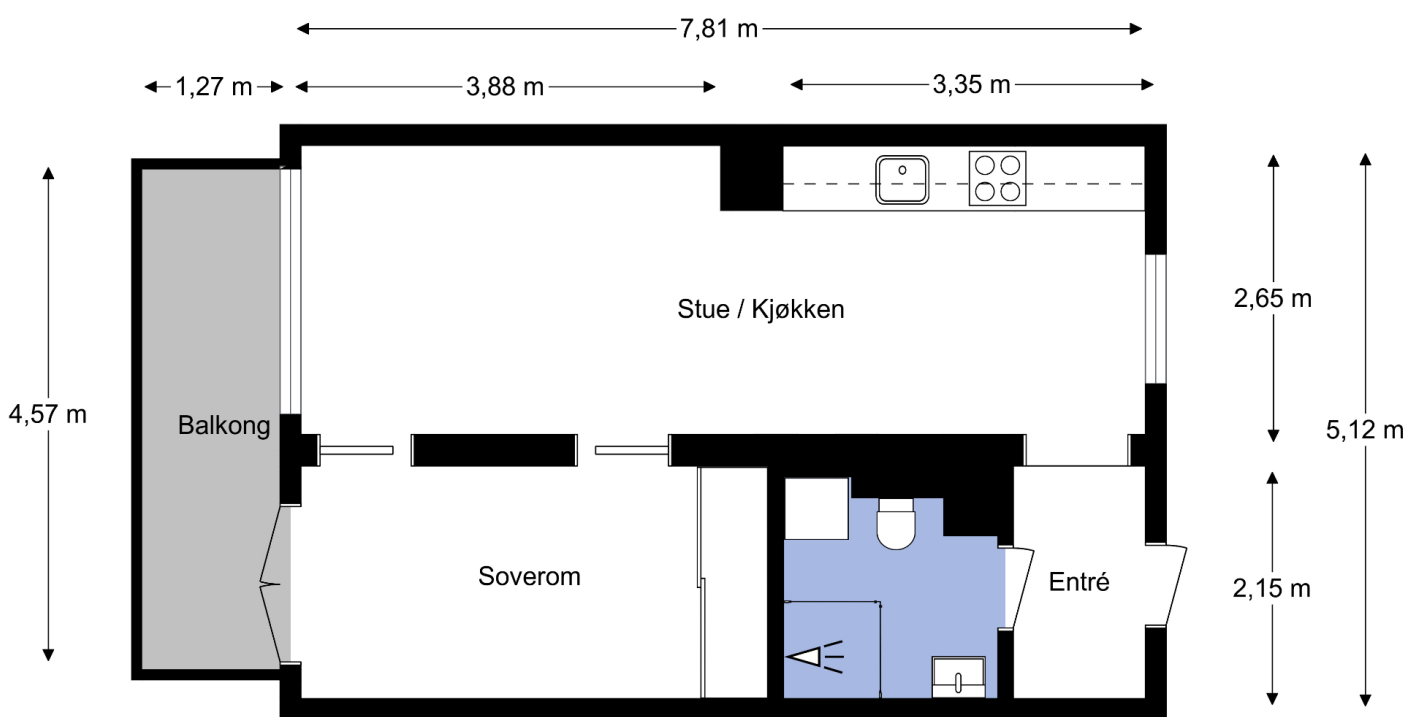 7,81 m
1,27 m
3,88 m
3,35 m
Stue / Kjøkken
2,65 m
4,57 m
Balkong
5,12 m
Soverom
Entré
2,15 m